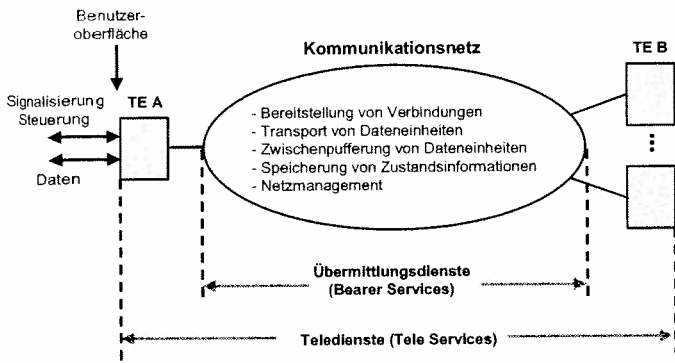 Benutzer-
oberfläche
Kommunikationsnetz
TE B
TE A
Signalisierung
Steuerung
Daten
- Bereitstellung von Verbindungen
- Transport von Dateneinheiten
- Zwischenpufferung von Dateneinheiten
- Speicherung von Zustandsinformationen
- Netzmanagement
Übermittlungsdienste
(Bearer Services)
Teledienste (Tele Services)